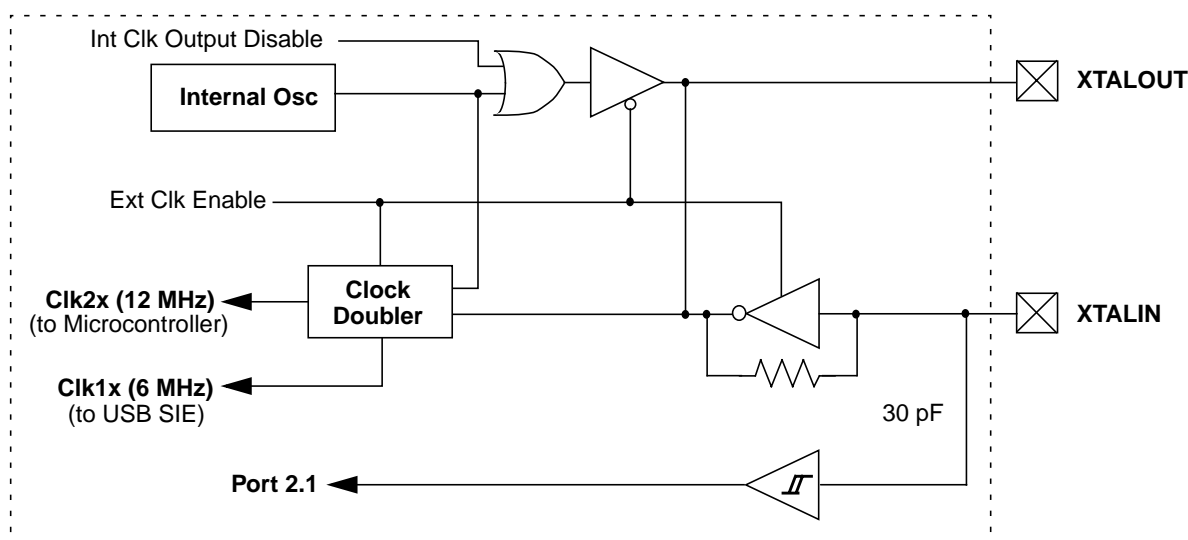 Int Clk Output Disable
Internal Osc
XTALOUT
Ext Clk Enable
Clk2x (12 MHz)
(to Microcontroller)
Clock
Doubler
XTALIN
Clk1x (6 MHz)
(to USB SIE)
30 pF
Port 2.1